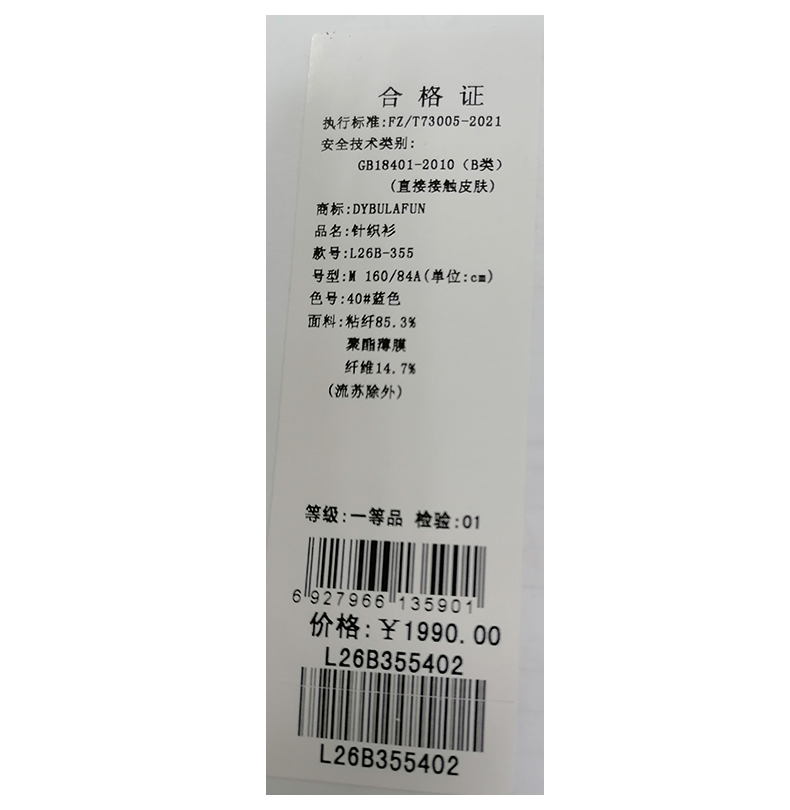 合格证
执行标准:FZ/T73005-2021
安全技术类别:
GB18401-2010（B类）
(直接接触皮肤)
商标:DYBULAFUN
品名:针织衫
款号:L26B-355
号型:M 160/84A(单位:cm)
色号:40#蓝色
面料:粘纤85.3%
聚酯薄膜
纤维14.7%
(流苏除外)
等级:一等品 检验:01
6 927966 135901
价格:￥1990.00
L26B355402
L26B355402